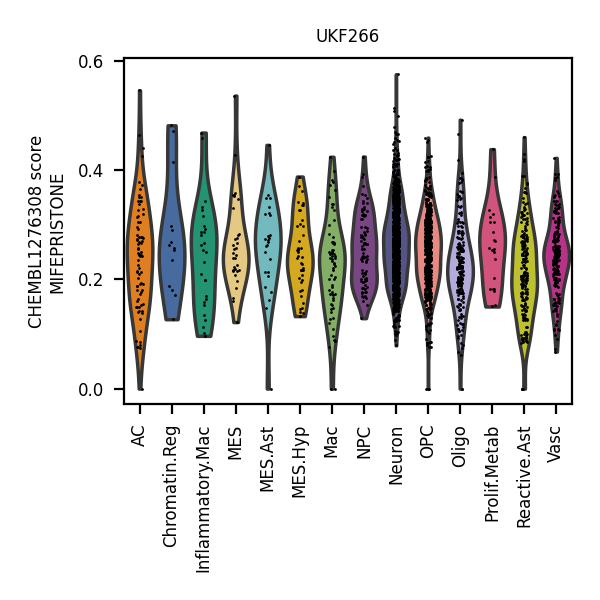 UKF266
CHEMBL1276308 score
MIFEPRISTONE
0.6
0.4
0.2
0.0
AC
Chromatin.Reg
Inflammatory.Mac
MES
MES.Ast
MES.Hyp
Mac
NPC
Neuron
OPC
Oligo
Prolif.Metab
Reactive.Ast
Vasc